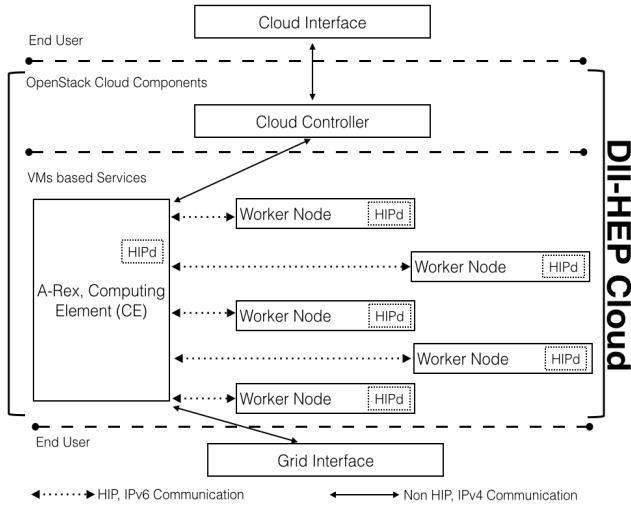 Cloud Interface
End User
OpenStack Cloud Components
Cloud Controller
VMs based Services
Worker Node HIPd
HIPd
Worker Node HIPd
A-Rex, Computing
Element (CE)
Worker Node HIPd
Worker Node HIPd
Worker Node HIPd
End User
Grid Interface
HIP, IPv6 Communication
Non HIP, IPv4 Communication
DII-HEP Cloud